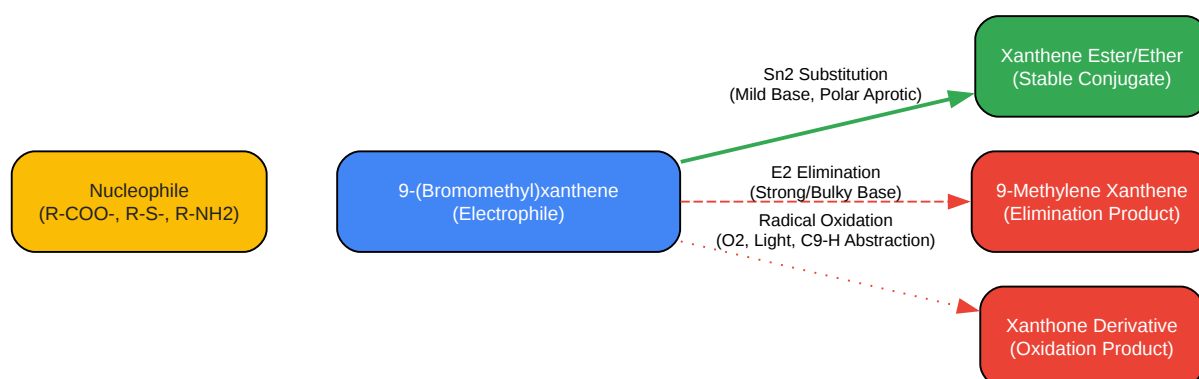 Xanthene Ester/Ether
(Stable Conjugate)
Sn2 Substitution
(Mild Base, Polar Aprotic)
Nucleophile
(R-COO-, R-S-, R-NH2)
9-(Bromomethyl)xanthene
(Electrophile)
E2 Elimination
(Strong/Bulky Base)
9-Methylene Xanthene
(Elimination Product)
Radical Oxidation
(O2, Light, C9-H Abstraction)
Xanthone Derivative
(Oxidation Product)